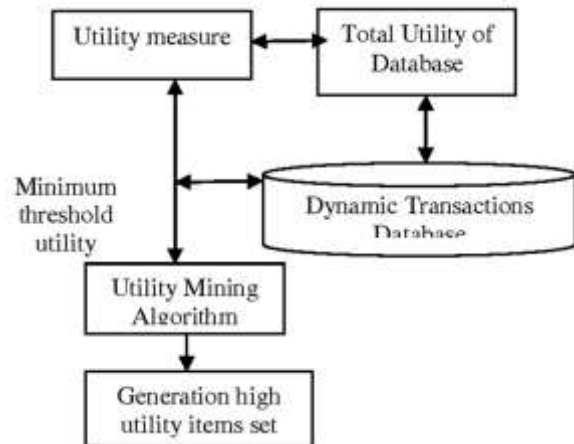 Utility measure
Total Utility of
Database
Minimum
threshold
utility
Dynamic Transactions
Database
Utility Mining
Algorithm
Generation high
utility items set